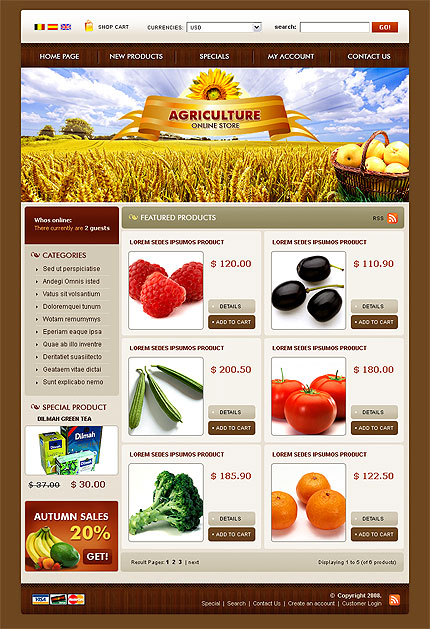 SHOP CART
CURRENCIES: USD
search: GO!
HOME PAGE
NEW PRODUCTS
SPECIALS
MY ACCOUNT
CONTACT US
AGRICULTURE
ONLINE STORE
Whos online:
There currently are 2 guests
CATEGORIES
Sed ut perspiciatise
Andegi Omnis isted
Vatus sit volsantium
Doloremquei tunum
Wotam remumymys
Eperiam eaque ipsa
Quae ab illo inventre
Deritatiet suasiitecto
Geataem vitae dictai
Sunt explicabo nemo
SPECIAL PRODUCT
DILMAH GREEN TEA
Dilmah
$ 37.00 $ 30.00
AUTUMN SALES
20%
GET!
FEATURED PRODUCTS
RSS
LOREM SEDES IPSUMOS PRODUCT
$ 120.00
DETAILS
ADD TO CART
LOREM SEDES IPSUMOS PRODUCT
$ 110.90
DETAILS
ADD TO CART
LOREM SEDES IPSUMOS PRODUCT
$ 200.50
DETAILS
ADD TO CART
LOREM SEDES IPSUMOS PRODUCT
$ 180.00
DETAILS
ADD TO CART
LOREM SEDES IPSUMOS PRODUCT
$ 185.90
DETAILS
ADD TO CART
LOREM SEDES IPSUMOS PRODUCT
$ 122.50
DETAILS
ADD TO CART
Result Pages: 1 2 3 | next
Displaying 1 to 6 (of 6 products)
VISA
© Copyright 2008.
Special | Search | Contact Us | Create an account | Customer Login